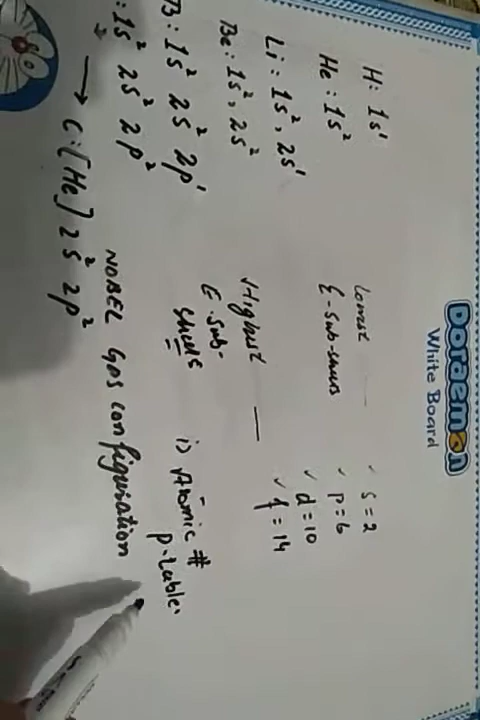 Doraemon
White Board
H: 1s¹
He: 1s²
Li: 1s², 2s¹
Be: 1s², 2s²
B: 1s² 2s² 2p¹
: 1s² 2s² 2p²
→ C: [He] 2s² 2p²
Lowest —
E-Sub-
✓ Highest —
E. Sub-
shells
✓ s=2
✓ p=6
✓ d=10
✓ f=14
i) Atomic #
p.table.
NOBEL GAS configuration